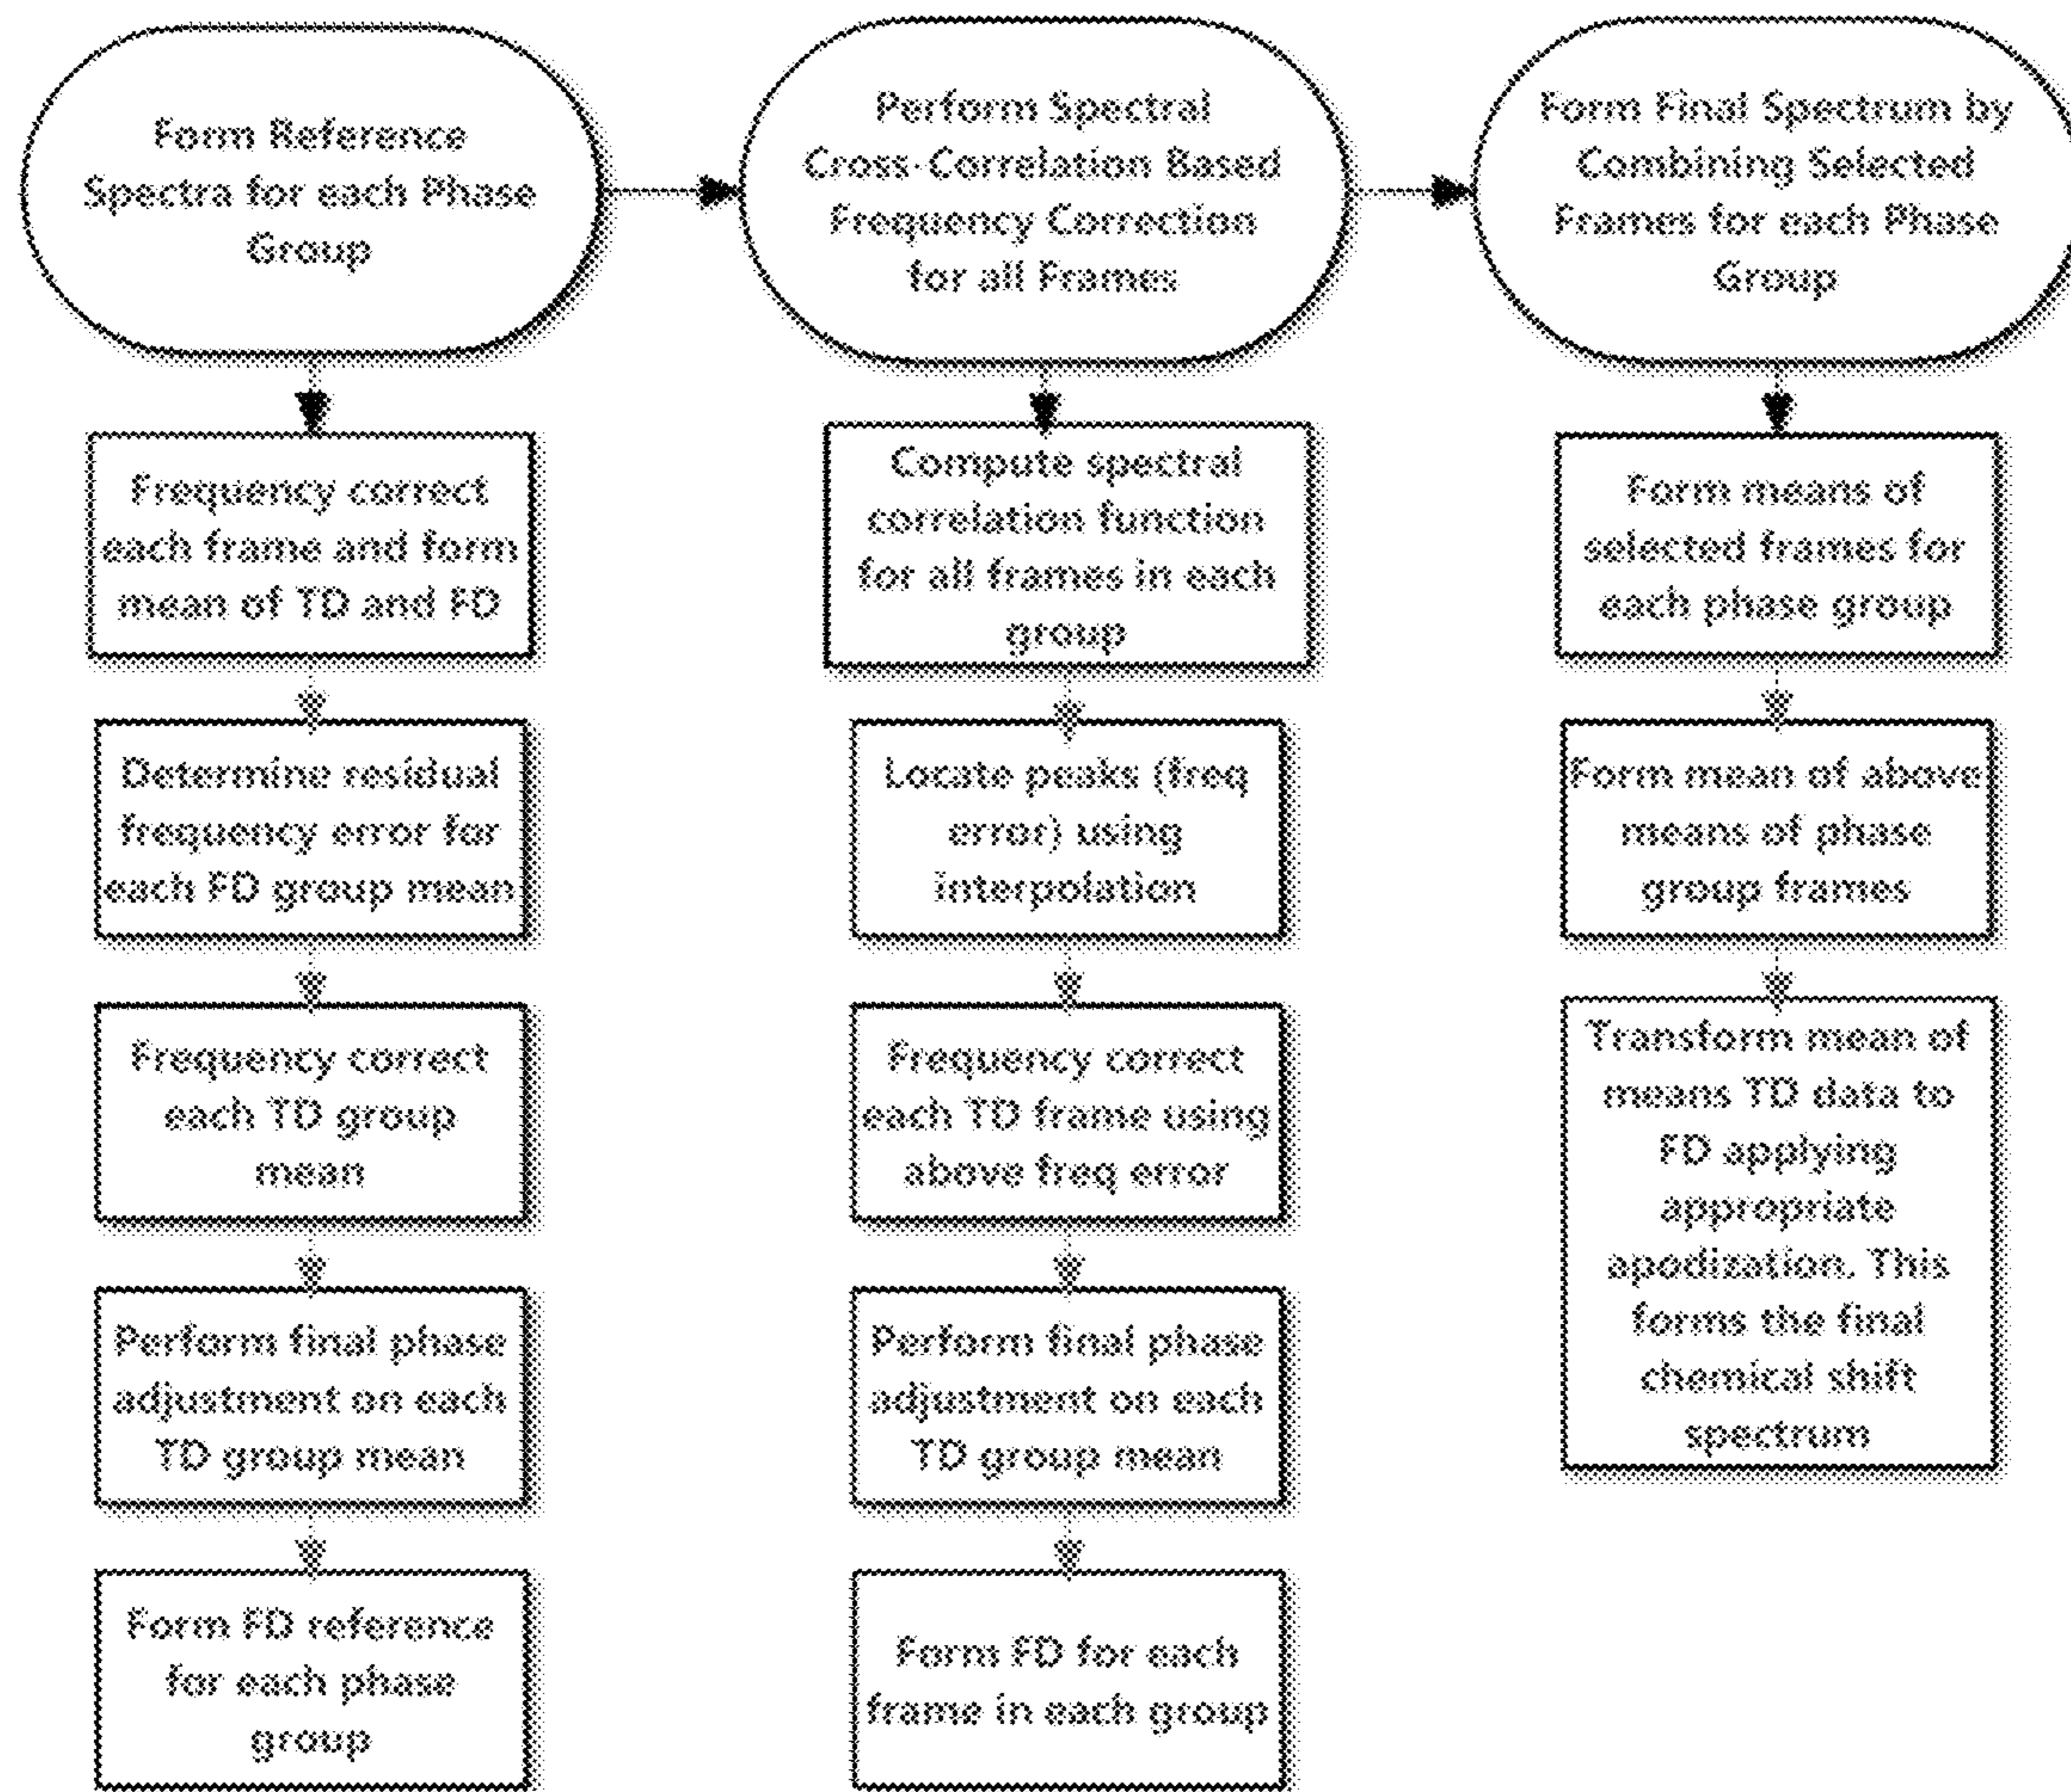 Form Reference
Spectra for each Phase
Group
Perform Spectral
Cross-Correlation Based
Frequency Correction
for all Frames
Form Final Spectrum by
Combining Selected
Frames for each Phase
Group
Frequency correct
each frame and form
mean of TD and FD
Determine residual
frequency error for
each FD group mean
Frequency correct
each TD group
mean
Perform final phase
adjustment on each
TD group mean
Form FD reference
for each phase
group
Compute spectral
correlation function
for all frames in each
group
Locate peaks (freq
error) using
interpolation
Frequency correct
each TD frame using
above freq error
Perform final phase
adjustment on each
TD group mean
Form FD for each
frame in each group
Form means of
selected frames for
each phase group
Form mean of above
means of phase
group frames
Transform mean of
means TD data to
FD applying
appropriate
apodization. This
forms the final
chemical shift
spectrum